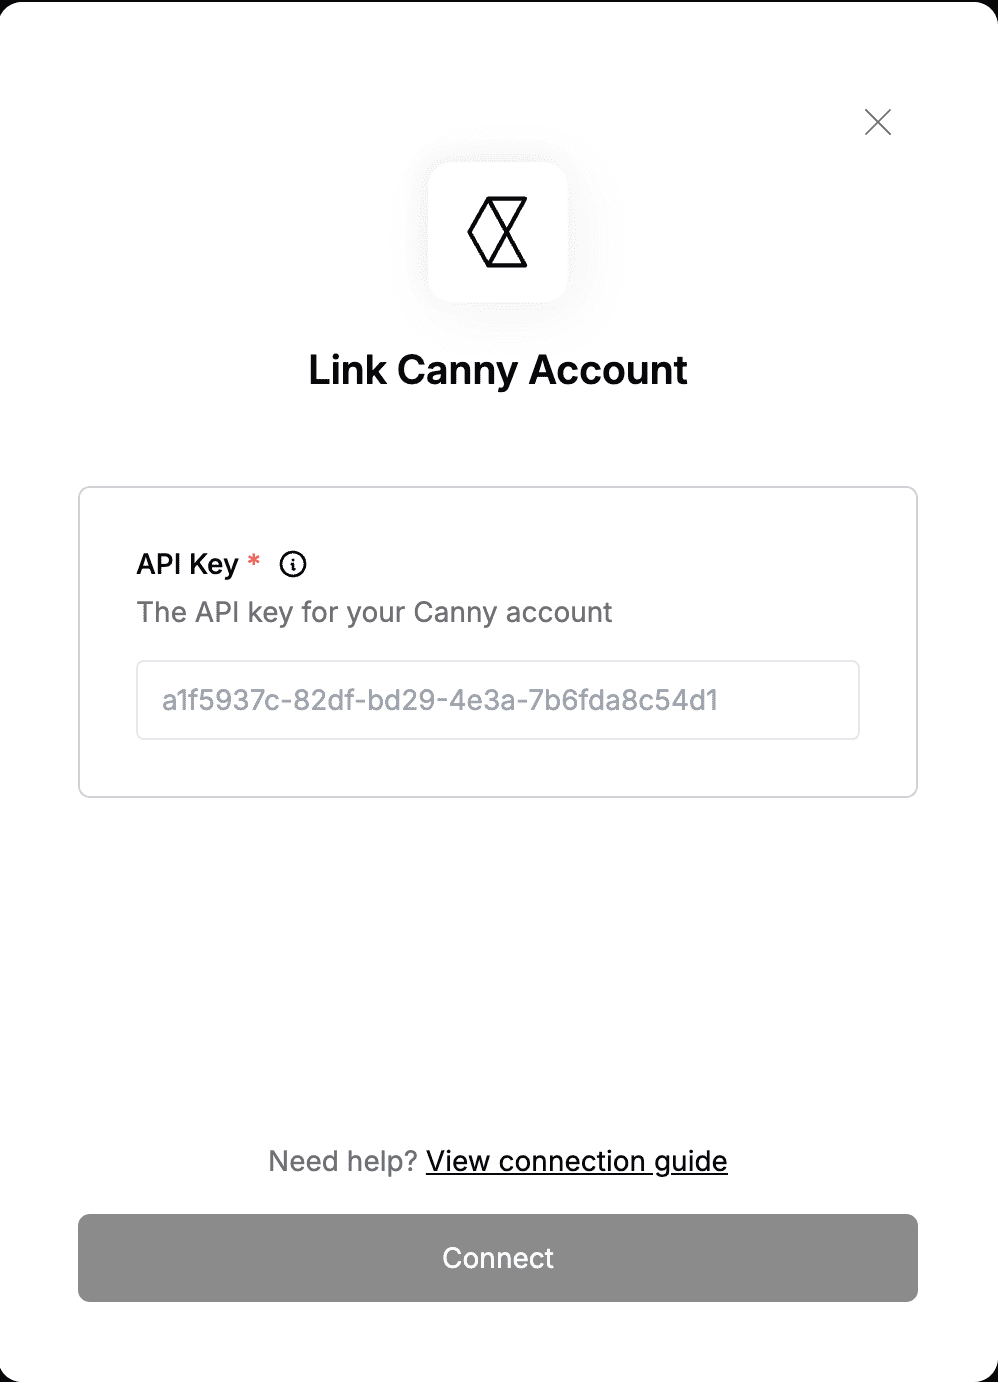 Link Canny Account
API Key *
The API key for your Canny account
a1f5937c-82df-bd29-4e3a-7b6fda8c54d1
Need help? View connection guide
Connect